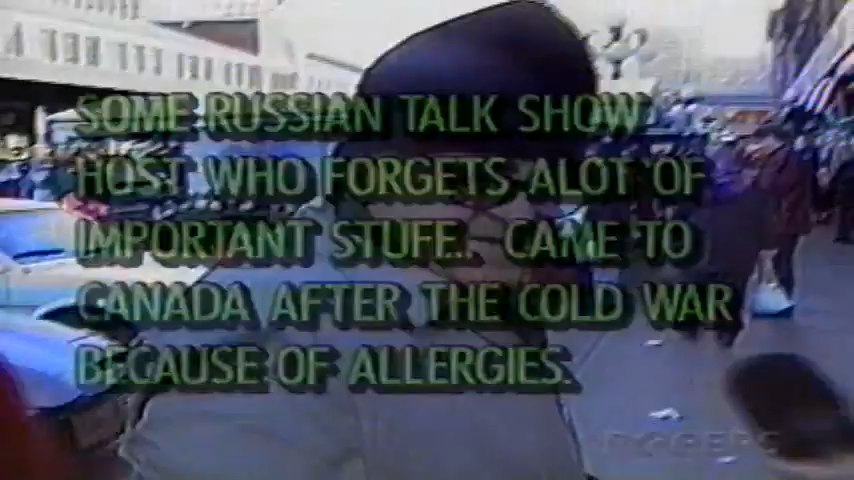 SOME RUSSIAN TALK SHOW
HOST WHO FORGETS ALOT OF
IMPORTANT STUFF... CAME TO
CANADA AFTER THE COLD WAR
BECAUSE OF ALLERGIES.
ROGERS